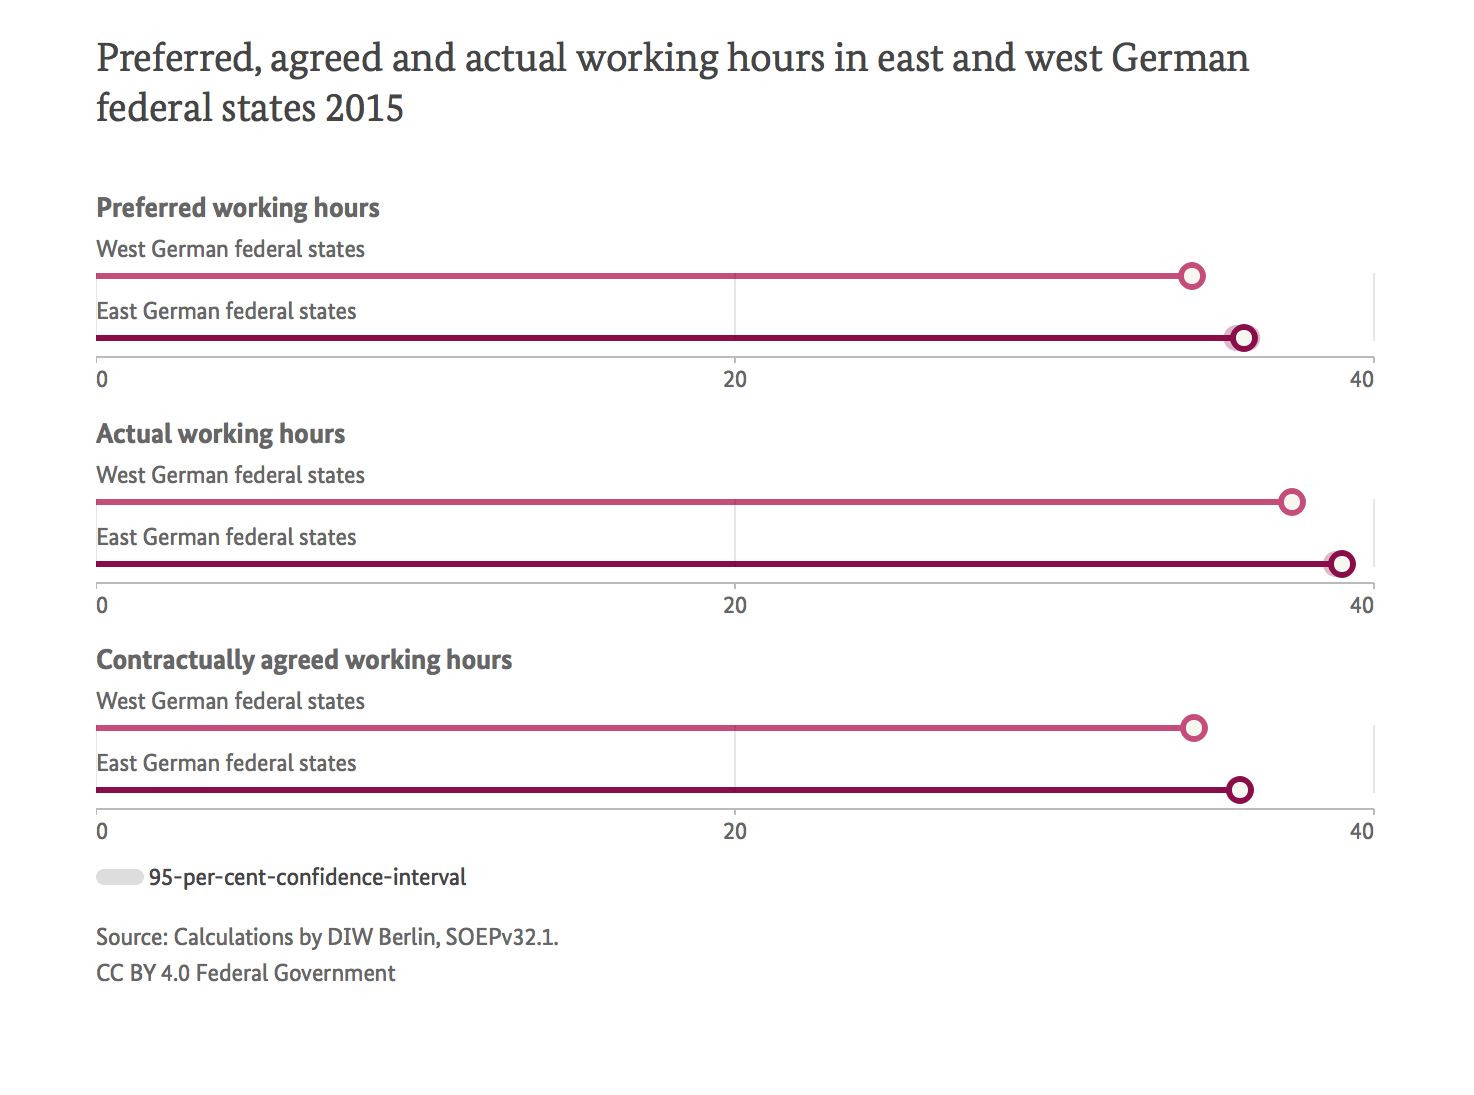 Preferred, agreed and actual working hours in east and west German
federal states 2015
Preferred working hours
West German federal states
East German federal states
0 20 40
Actual working hours
West German federal states
East German federal states
0 20 40
Contractually agreed working hours
West German federal states
East German federal states
0 20 40
95-per-cent-confidence-interval
Source: Calculations by DIW Berlin, SOEPv32.1.
CC BY 4.0 Federal Government